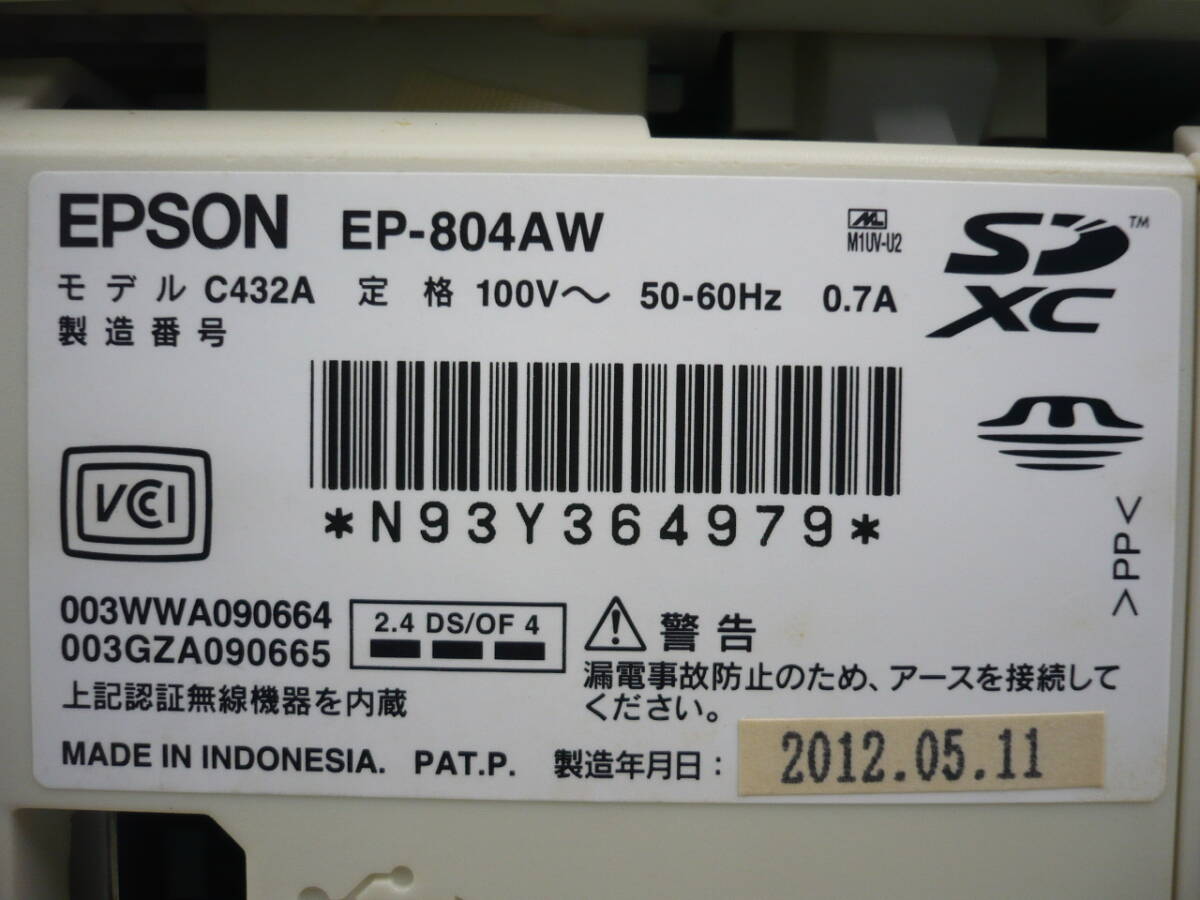 EPSON EP-804AW
M1UV-U2
SD XC ™
モデル C432A 定格 100V～ 50-60Hz 0.7A
製造番号
*N93Y364979*
VCCI
>PP<
003WWA090664
003GZA090665
2.4 DS/OF 4
上記認証無線機器を内蔵
警告
漏電事故防止のため、アースを接続して
ください。
MADE IN INDONESIA. PAT.P. 製造年月日：2012.05.11